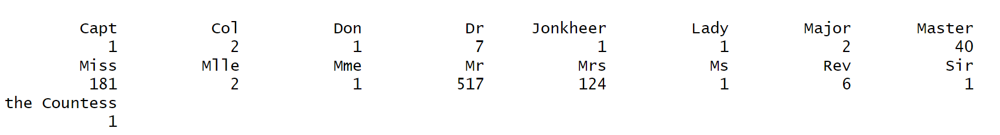 Capt Col Don Dr Jonkheer Lady Major Master
1 2 1 7 1 1 2 40
Miss Mlle Mme Mr Mrs Ms Rev Sir
181 2 1 517 124 1 6 1
the Countess
1